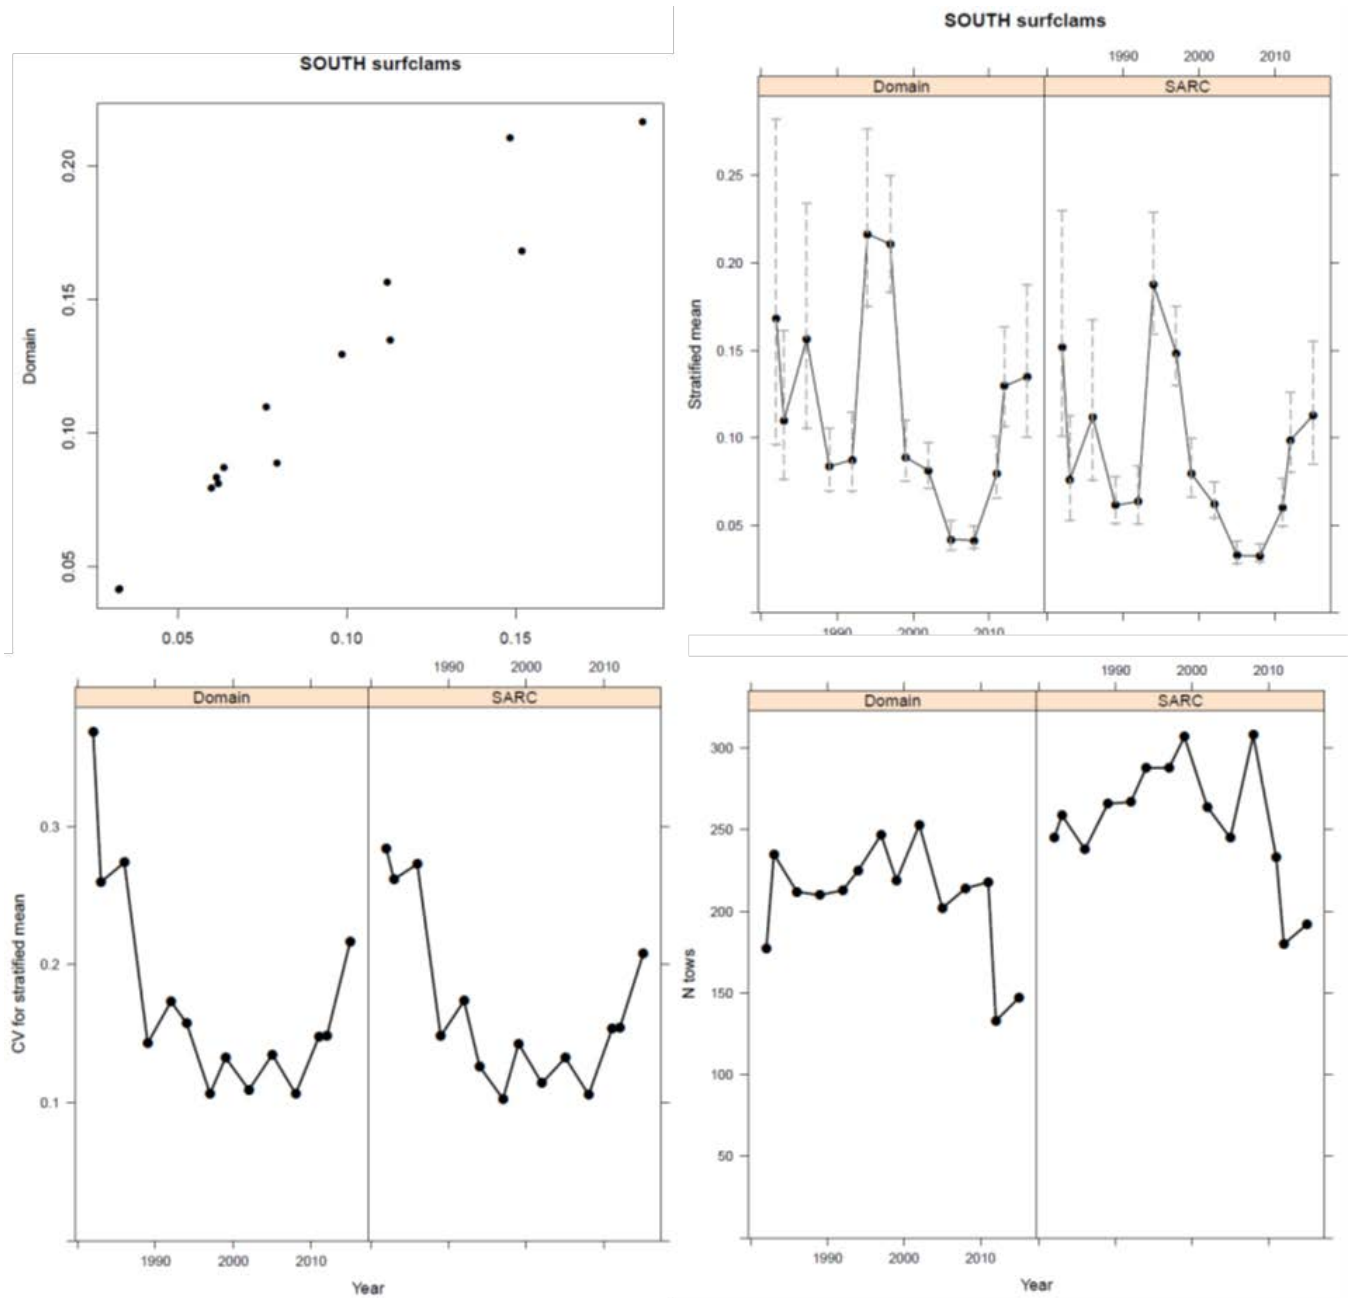 SOUTH surfclams
Domain
0.20
0.15
0.10
0.05
0.05 0.10 0.15
SOUTH surfclams
1990 2000 2010
Domain SARC
Stratified mean
0.25
0.20
0.15
0.10
0.05
1990 2000 2010
1990 2000 2010
Domain SARC
CV for stratified mean
0.3
0.2
0.1
1990 2000 2010
Year
1990 2000 2010
Domain SARC
N tows
300
250
200
150
100
50
1990 2000 2010
Year